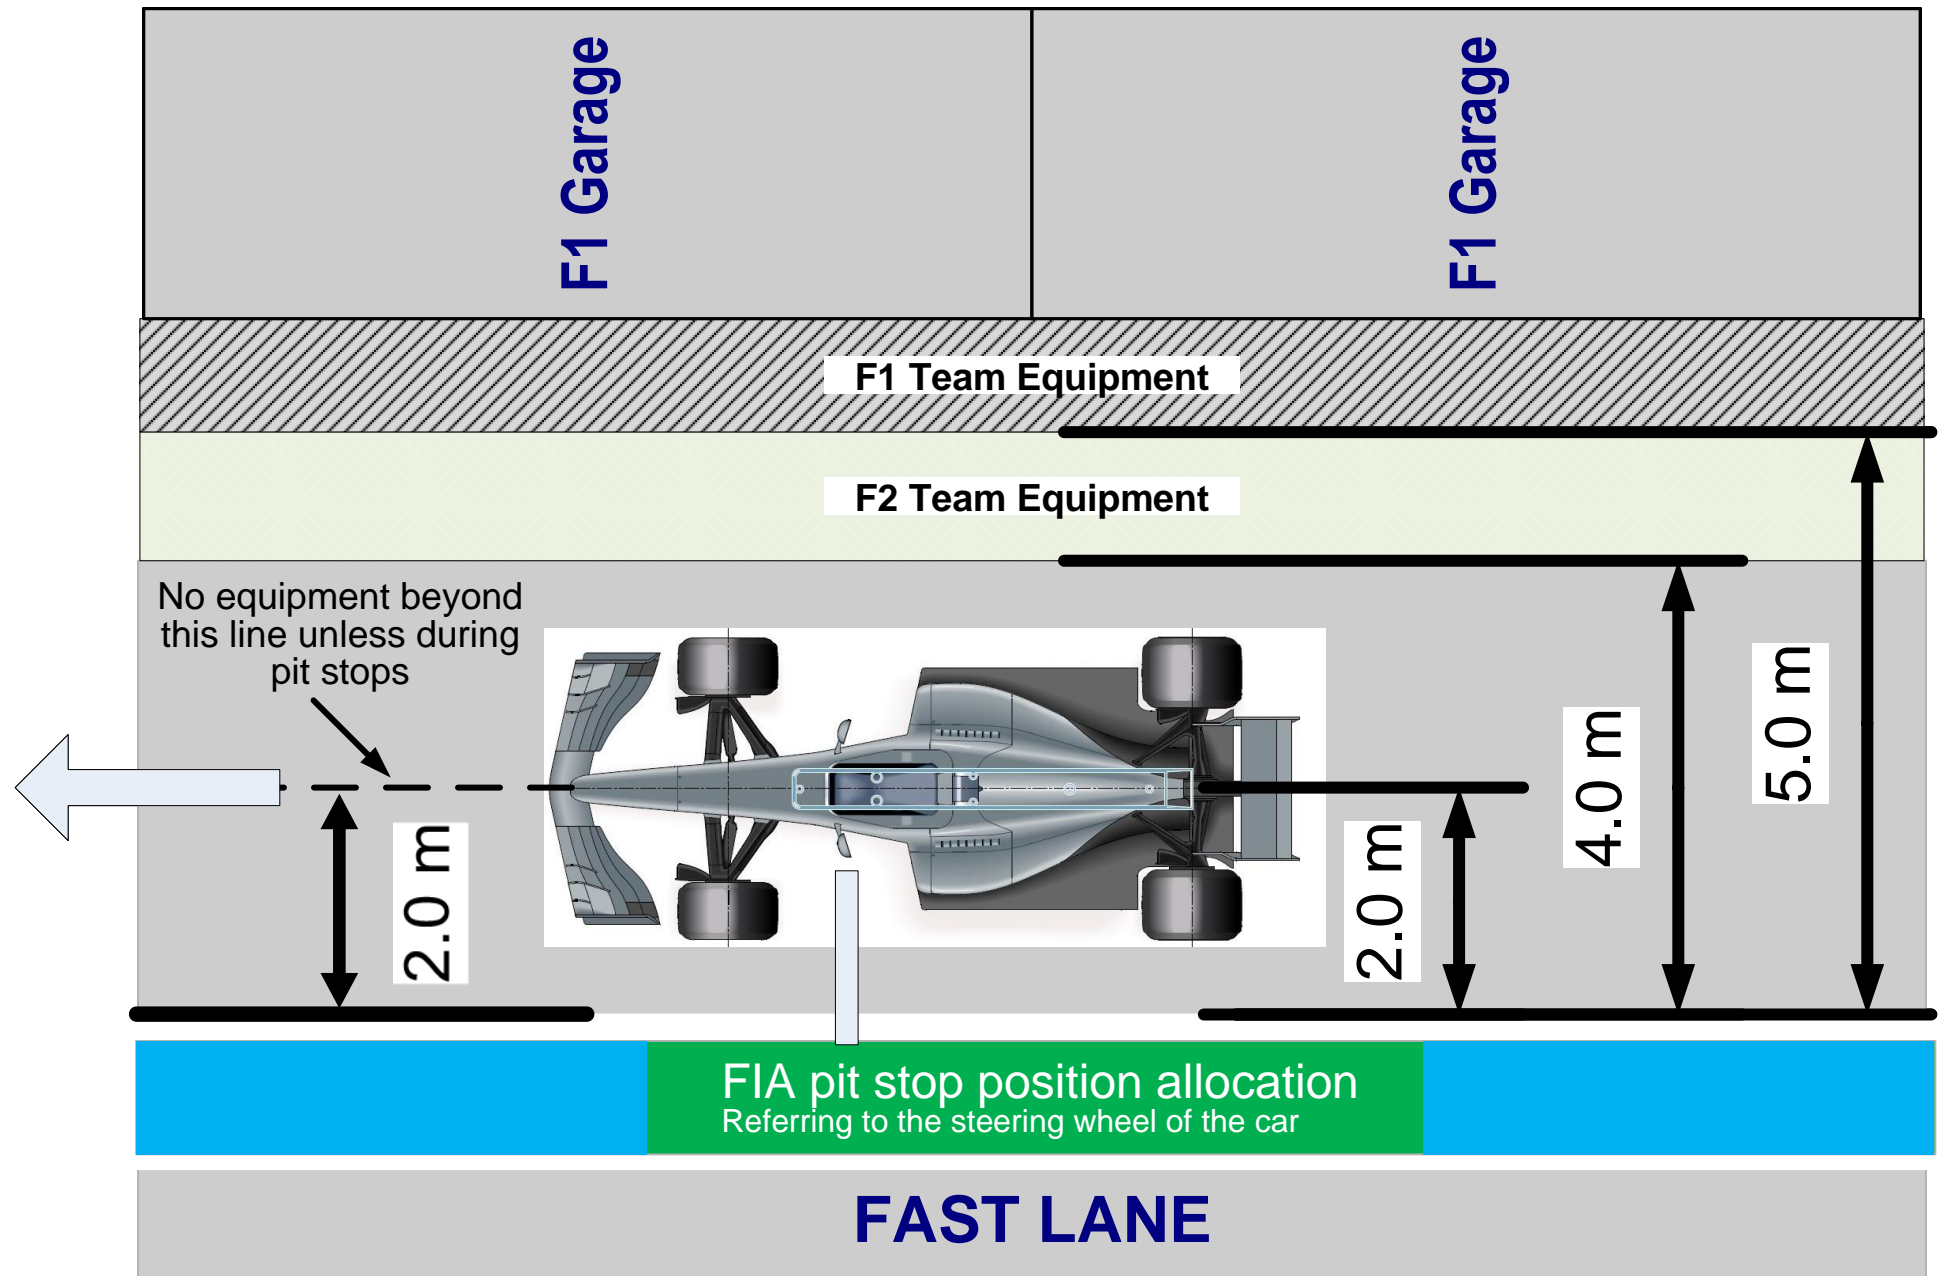 F1 Garage
F1 Garage
F1 Team Equipment
F2 Team Equipment
No equipment beyond
this line unless during
pit stops
2.0 m
2.0 m
4.0 m
5.0 m
FIA pit stop position allocation
Referring to the steering wheel of the car
FAST LANE